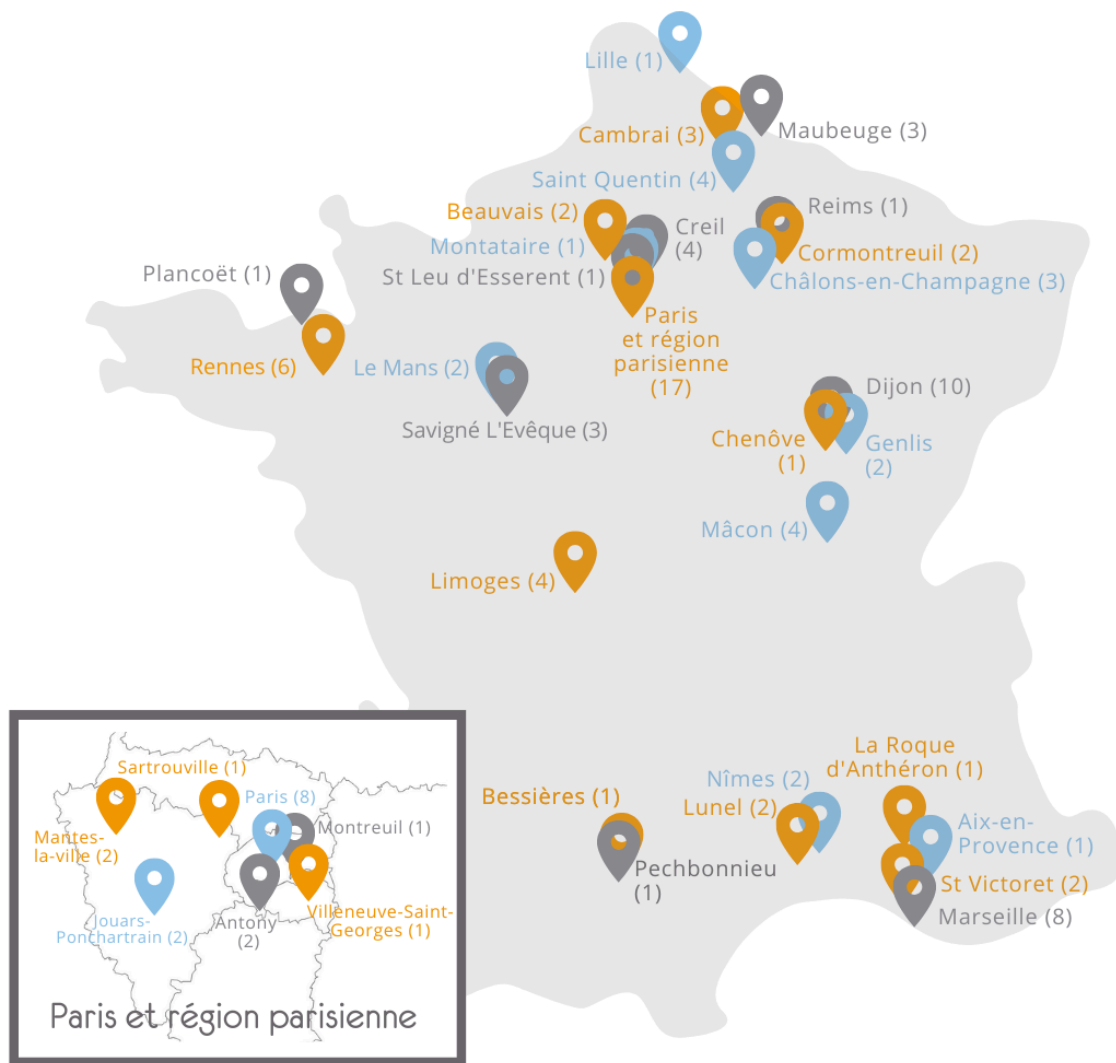 Lille (1)
Cambrai (3)
Maubeuge (3)
Saint Quentin (4)
Beauvais (2)
Reims (1)
Creil
(4)
Montataire (1)
Cormontreuil (2)
St Leu d'Esserent (1)
Châlons-en-Champagne (3)
Plancoët (1)
Paris
et région
parisienne
(17)
Rennes (6)
Le Mans (2)
Savigné L'Evêque (3)
Dijon (10)
Chenôve
(1)
Genlis
(2)
Mâcon (4)
Limoges (4)
La Roque
d'Anthéron (1)
Nîmes (2)
Bessières (1)
Lunel (2)
Aix-en-
Provence (1)
Pechbonnieu
(1)
St Victoret (2)
Marseille (8)
Sartrouville (1)
Paris (8)
Montreuil (1)
Mantes-
la-ville (2)
Jouars-
Ponchartrain (2)
Antony
(2)
Villeneuve-Saint-
Georges (1)
Paris et région parisienne